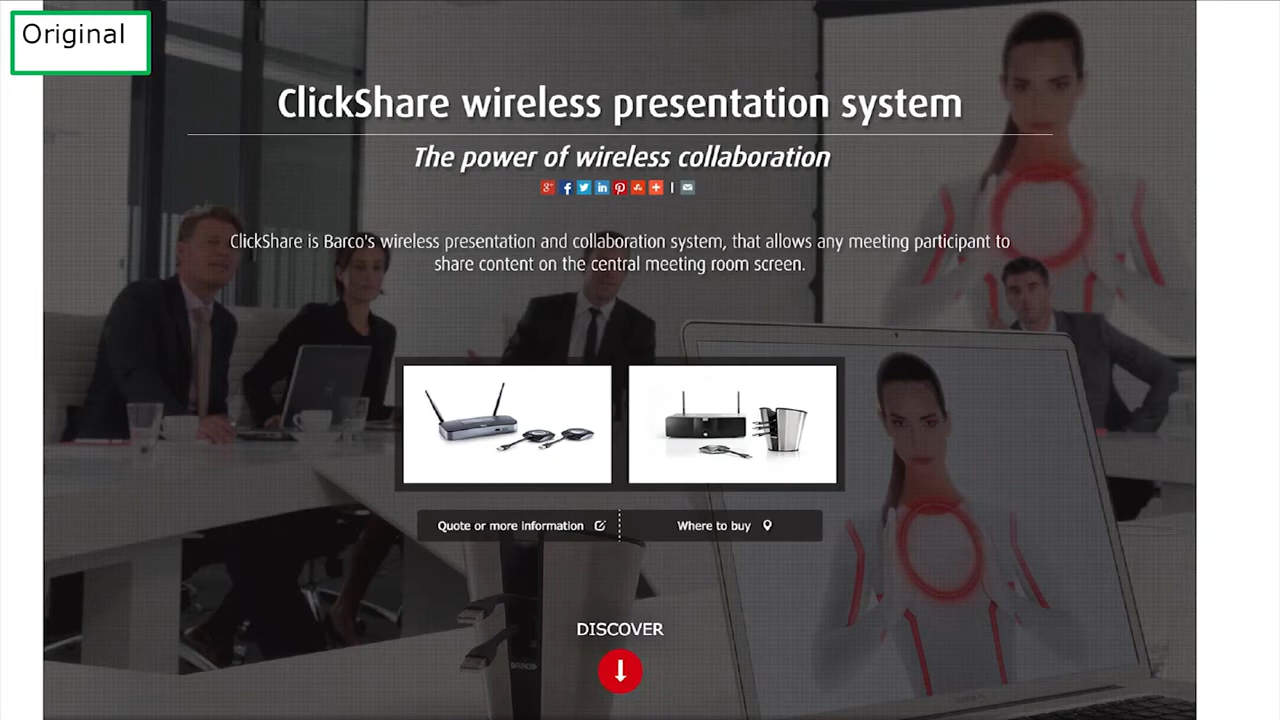 Original
ClickShare wireless presentation system
The power of wireless collaboration
ClickShare is Barco's wireless presentation and collaboration system, that allows any meeting participant to
share content on the central meeting room screen.
Quote or more information
Where to buy
DISCOVER